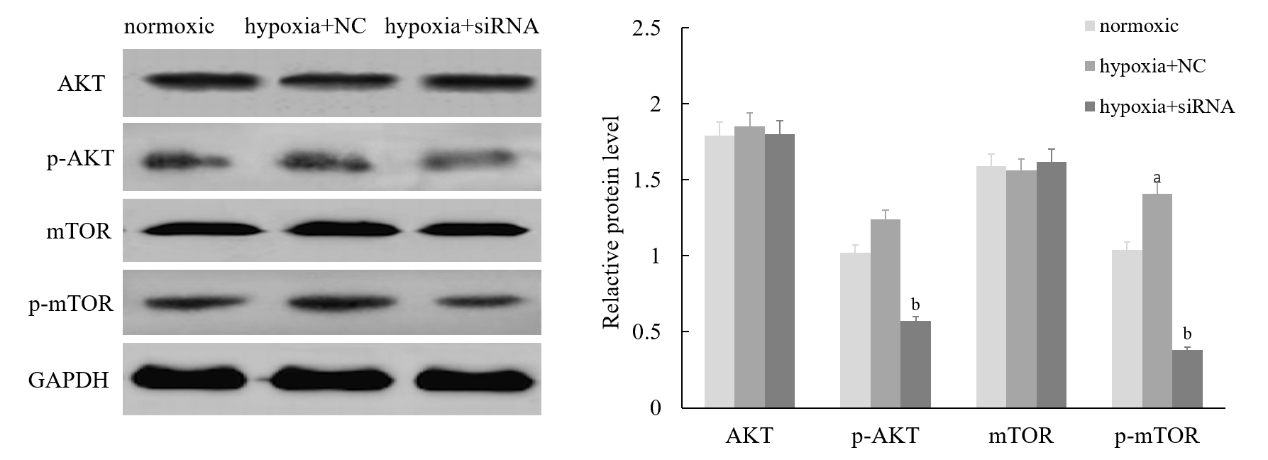 normoxic hypoxia+NC hypoxia+siRNA
AKT
p-AKT
mTOR
p-mTOR
GAPDH
Relactive protein level
2.5
2
1.5
1
0.5
0
normoxic
hypoxia+NC
hypoxia+siRNA
b
a
b
AKT p-AKT mTOR p-mTOR